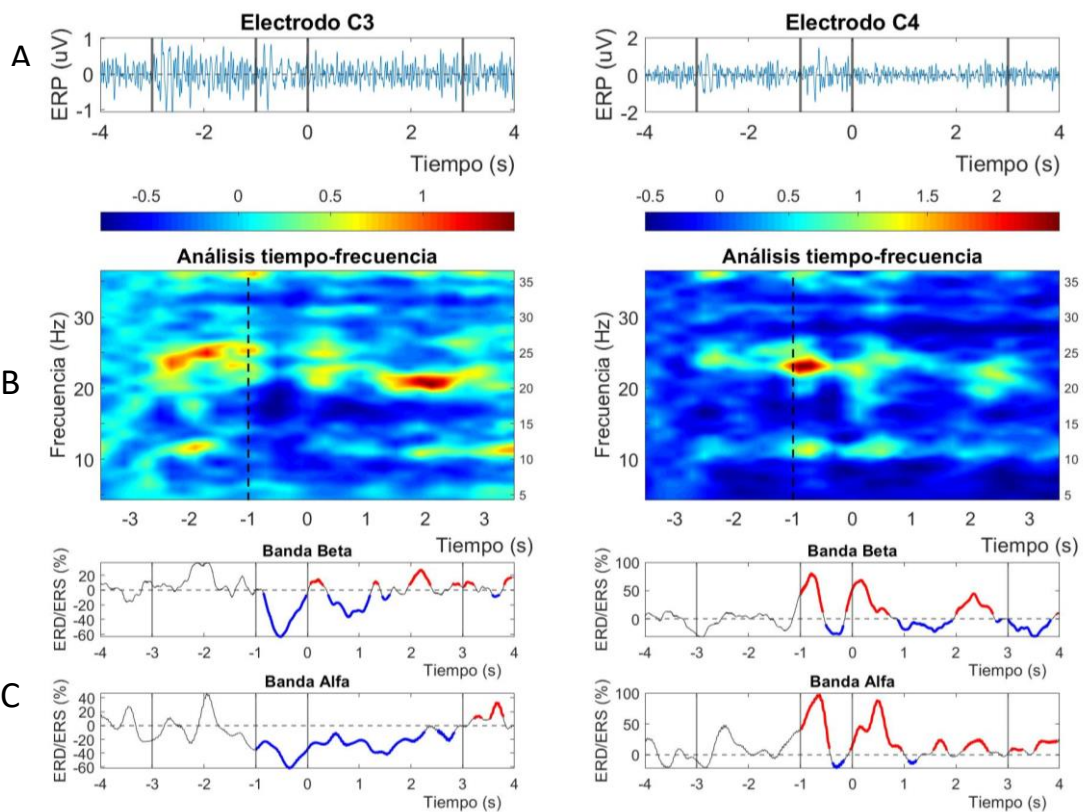 Electrodo C3
Electrodo C4
A
ERP (uV)
1
0
-1
-4 -2 0 2 4
Tiempo (s)
ERP (uV)
2
0
-2
-4 -2 0 2 4
Tiempo (s)
-0.5 0 0.5 1
-0.5 0 0.5 1 1.5 2
B
Análisis tiempo-frecuencia
Frecuencia (Hz)
30
20
10
35
30
25
20
15
10
5
-3 -2 -1 0 1 2 3
Tiempo (s)
Análisis tiempo-frecuencia
Frecuencia (Hz)
30
20
10
35
30
25
20
15
10
5
-3 -2 -1 0 1 2 3
Tiempo (s)
C
Banda Beta
ERD/ERS (%)
20
0
-20
-40
-60
-4 -3 -2 -1 0 1 2 3 4
Tiempo (s)
Banda Beta
ERD/ERS (%)
100
50
0
-4 -3 -2 -1 0 1 2 3 4
Tiempo (s)
Banda Alfa
ERD/ERS (%)
40
20
0
-20
-40
-60
-4 -3 -2 -1 0 1 2 3 4
Tiempo (s)
Banda Alfa
ERD/ERS (%)
100
50
0
-4 -3 -2 -1 0 1 2 3 4
Tiempo (s)